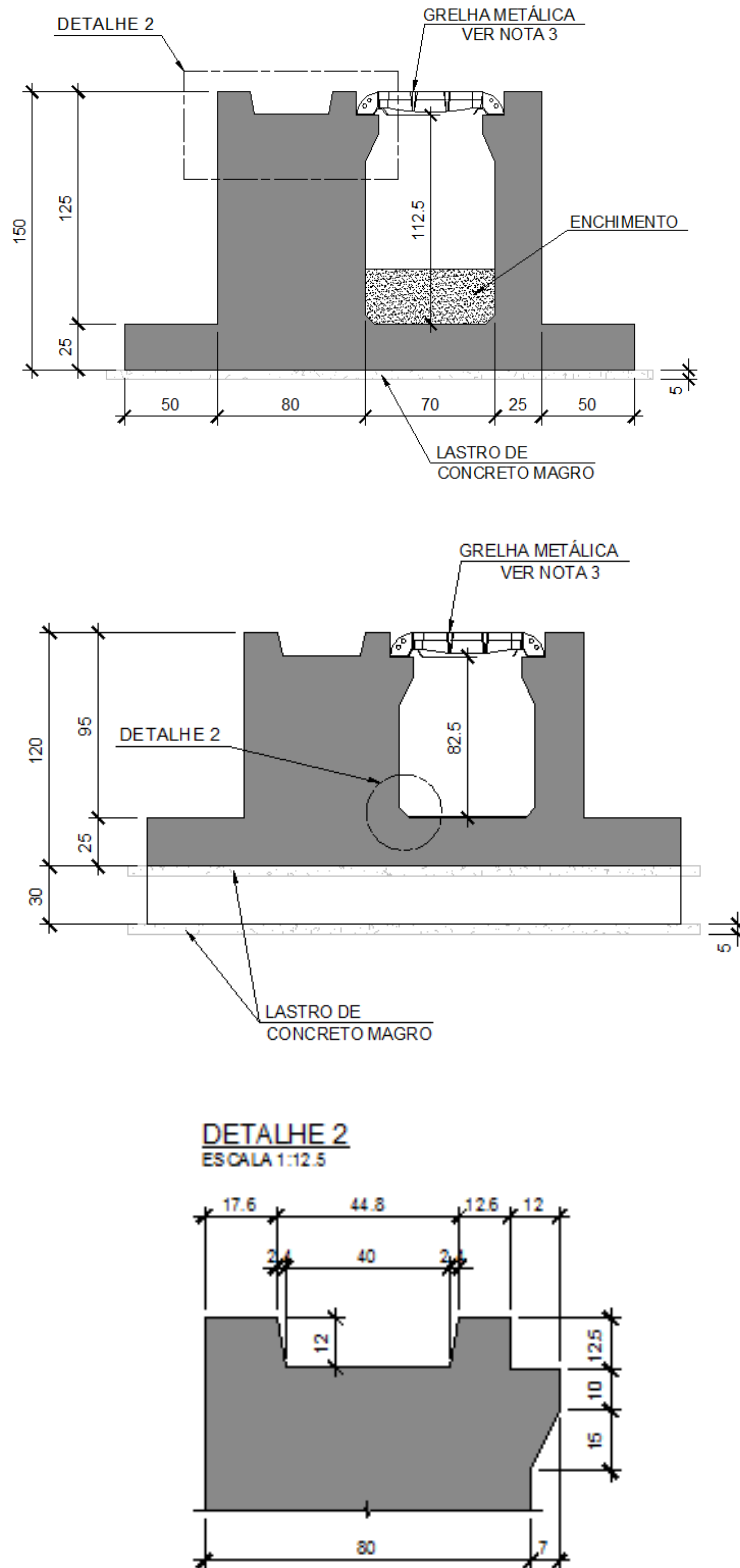 DETALHE 2
GRELHA METÁLICA
VER NOTA 3
150
125
25
112.5
ENCHIMENTO
50
80
70
25
50
5
LASTRO DE
CONCRETO MAGRO
GRELHA METÁLICA
VER NOTA 3
120
95
25
30
82.5
DETALHE 2
5
LASTRO DE
CONCRETO MAGRO
DETALHE 2
ESCALA 1:12.5
17.6
44.8
12.6
12
2.4
40
2.4
12
12.5
10
15
80
7